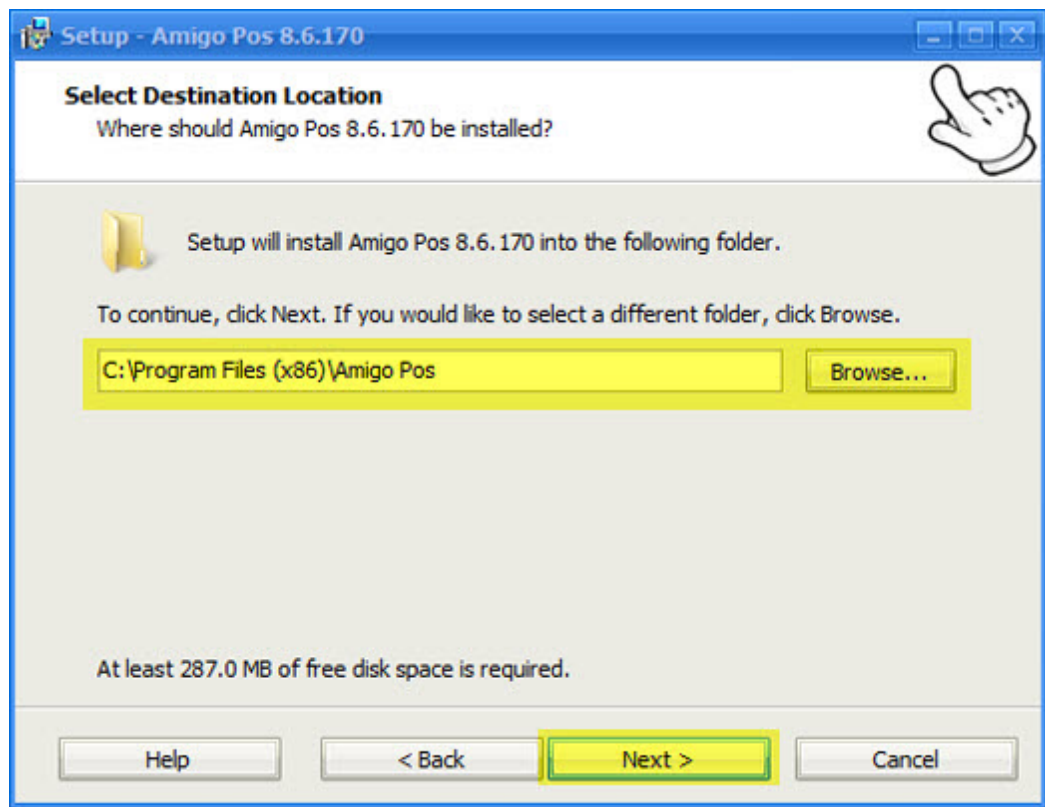 Setup - Amigo Pos 8.6.170
Select Destination Location
Where should Amigo Pos 8.6.170 be installed?
Setup will install Amigo Pos 8.6.170 into the following folder.
To continue, click Next. If you would like to select a different folder, click Browse.
C:\Program Files (x86)\Amigo Pos
Browse...
At least 287.0 MB of free disk space is required.
Help
< Back
Next >
Cancel